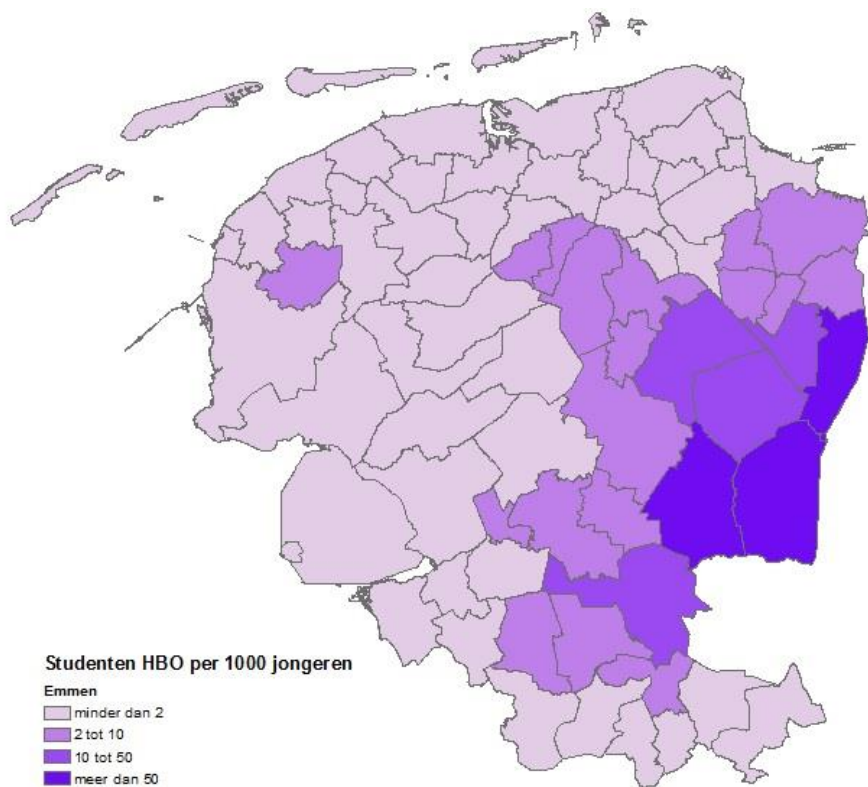 Studenten HBO per 1000 jongeren
Emmen
minder dan 2
2 tot 10
10 tot 50
meer dan 50